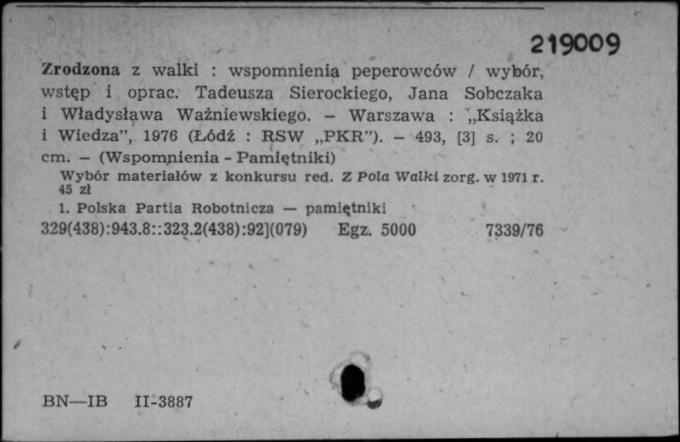 219009
Zrodzona z walki : wspomnienia peperowców / wybór,
wstęp i oprac. Tadeusza Sierockiego, Jana Sobczaka
i Władysława Ważniewskiego. – Warszawa : „Książka
i Wiedza”, 1976 (Łódź : RSW „PKR”). – 493, [3] s. ; 20
cm. – (Wspomnienia - Pamiętniki)
Wybór materiałów z konkursu red. Z Pola Walki zorg. w 1971 r.
45 zł
1. Polska Partia Robotnicza — pamiętniki
329(438):943.8::323.2(438):92](079) Egz. 5000 7339/76
BN—IB II-3887